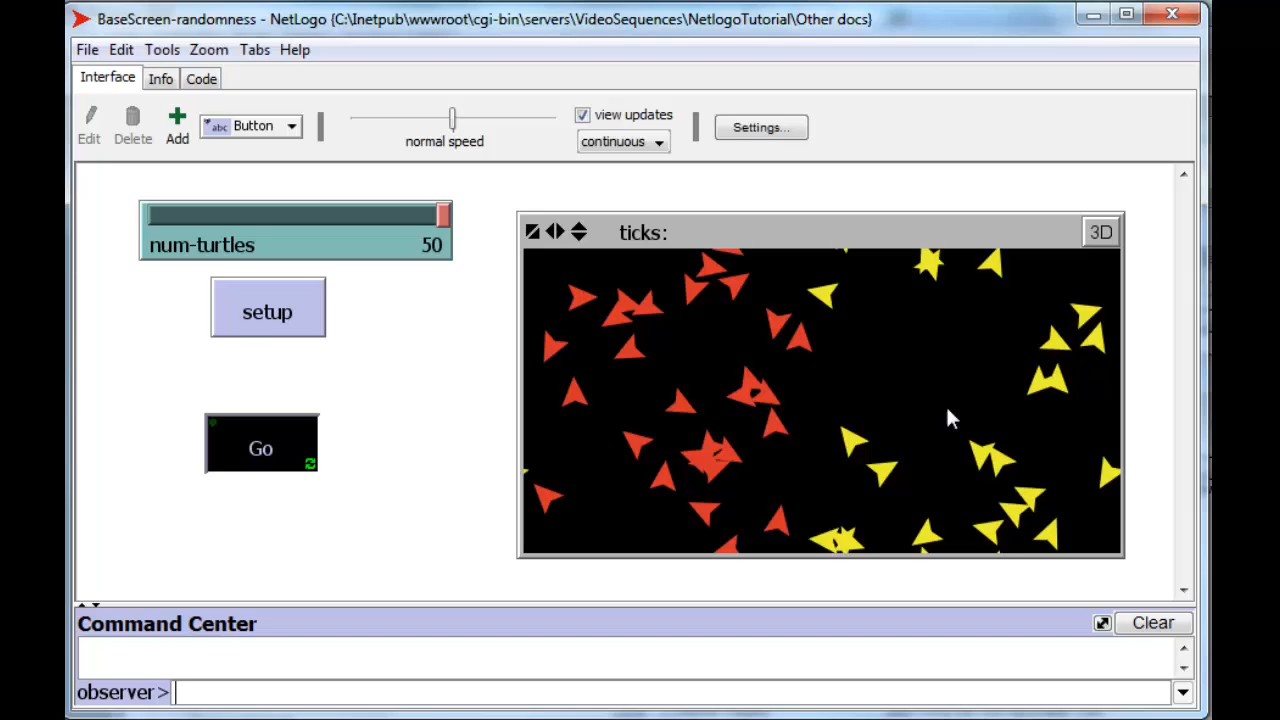 BaseScreen-randomness - NetLogo {C:\Inetpub\wwwroot\cgi-bin\servers\VideoSequences\NetlogoTutorial\Other docs}
File Edit Tools Zoom Tabs Help
Interface Info Code
Edit Delete Add abc Button normal speed view updates continuous Settings...
num-turtles 50
setup
Go
ticks: 3D
Command Center Clear
observer>